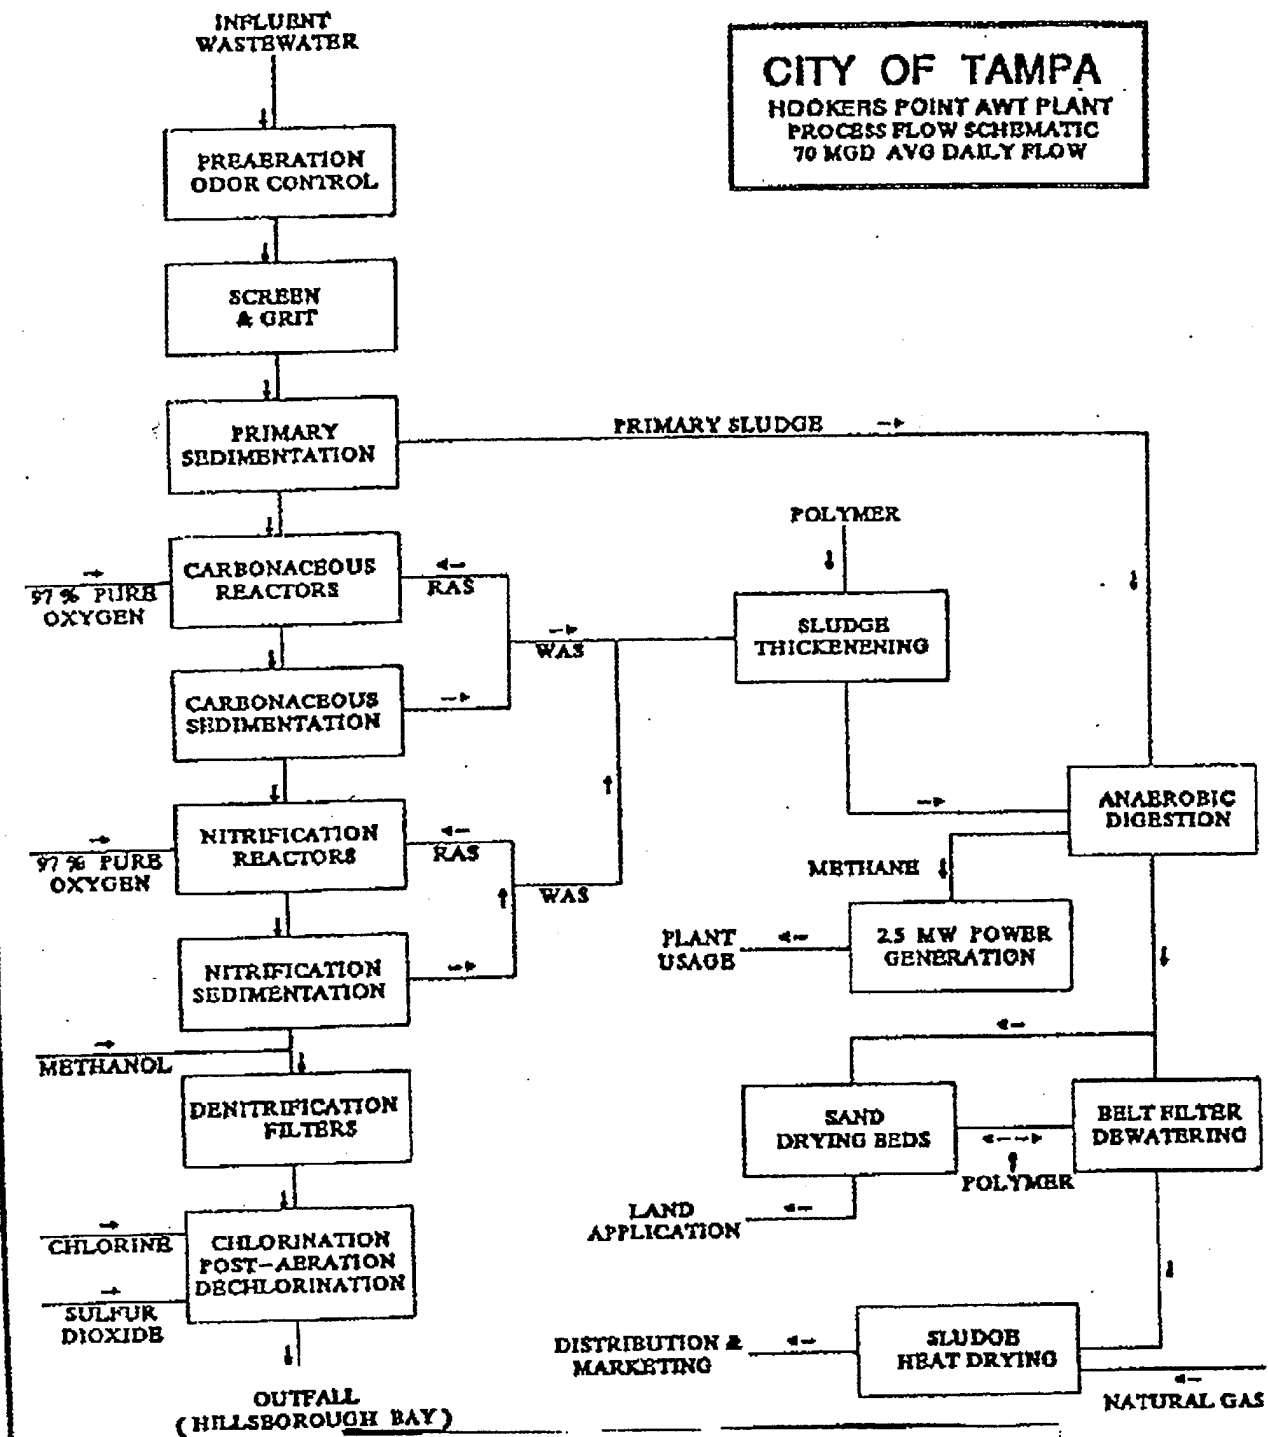 INFLUENT
WASTEWATER
CITY OF TAMPA
HOOKERS POINT AWT PLANT
PROCESS FLOW SCHEMATIC
70 MGD AVG DAILY FLOW
PREAERATION
ODOR CONTROL
SCREEN
& GRIT
PRIMARY
SEDIMENTATION
PRIMARY SLUDGE
POLYMER
CARBONACEOUS
REACTORS
97 % PURE
OXYGEN
RAS
WAS
SLUDGE
THICKENENING
CARBONACEOUS
SEDIMENTATION
ANAEROBIC
DIGESTION
NITRIFICATION
REACTORS
97 % PURE
OXYGEN
RAS
WAS
METHANE
2.5 MW POWER
GENERATION
PLANT
USAGE
NITRIFICATION
SEDIMENTATION
METHANOL
DENITRIFICATION
FILTERS
SAND
DRYING BEDS
BELT FILTER
DEWATERING
POLYMER
LAND
APPLICATION
CHLORINE
CHLORINATION
POST-AERATION
DECHLORINATION
SULFUR
DIOXIDE
DISTRIBUTION &
MARKETING
SLUDGE
HEAT DRYING
NATURAL GAS
OUTFALL
(HILLSBOROUGH BAY)